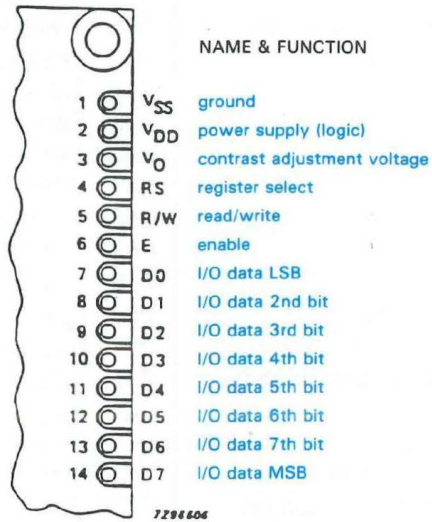 NAME & FUNCTION
1 VSS ground
2 VDD power supply (logic)
3 VO contrast adjustment voltage
4 RS register select
5 R/W read/write
6 E enable
7 D0 I/O data LSB
8 D1 I/O data 2nd bit
9 D2 I/O data 3rd bit
10 D3 I/O data 4th bit
11 D4 I/O data 5th bit
12 D5 I/O data 6th bit
13 D6 I/O data 7th bit
14 D7 I/O data MSB
7296606